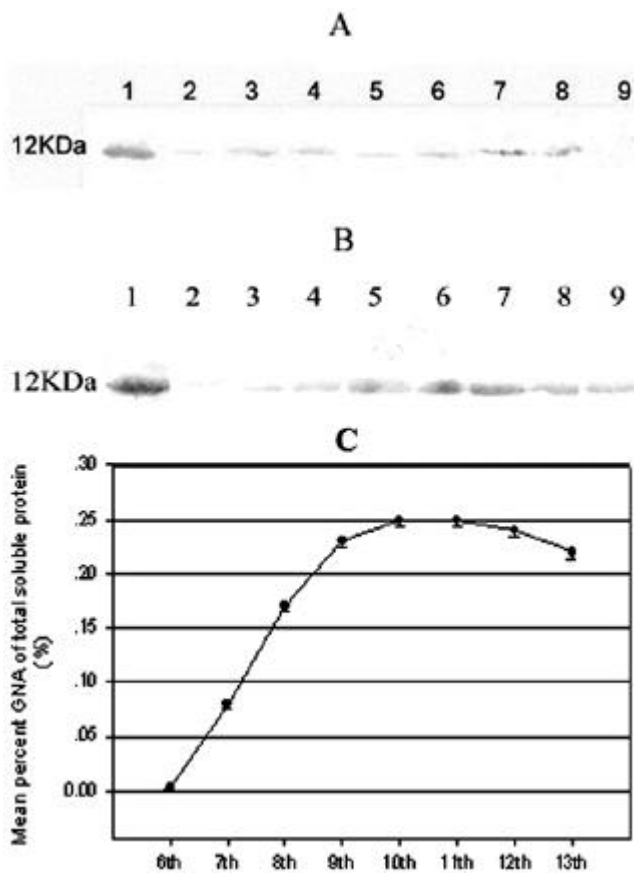 A
1 2 3 4 5 6 7 8 9
12KDa
B
1 2 3 4 5 6 7 8 9
12KDa
C
Mean percent GNA of total soluble protein
(%)
.30
.25
.20
.15
.10
.05
0.00
6th 7th 8th 9th 10th 11th 12th 13th